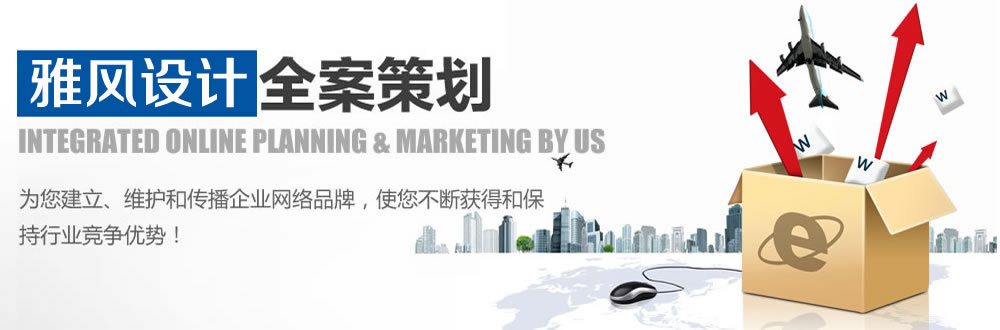 雅风设计 全案策划
INTEGRATED ONLINE PLANNING & MARKETING BY US
为您建立、维护和传播企业网络品牌，使您不断获得和保
持行业竞争优势！
W
W
W
e